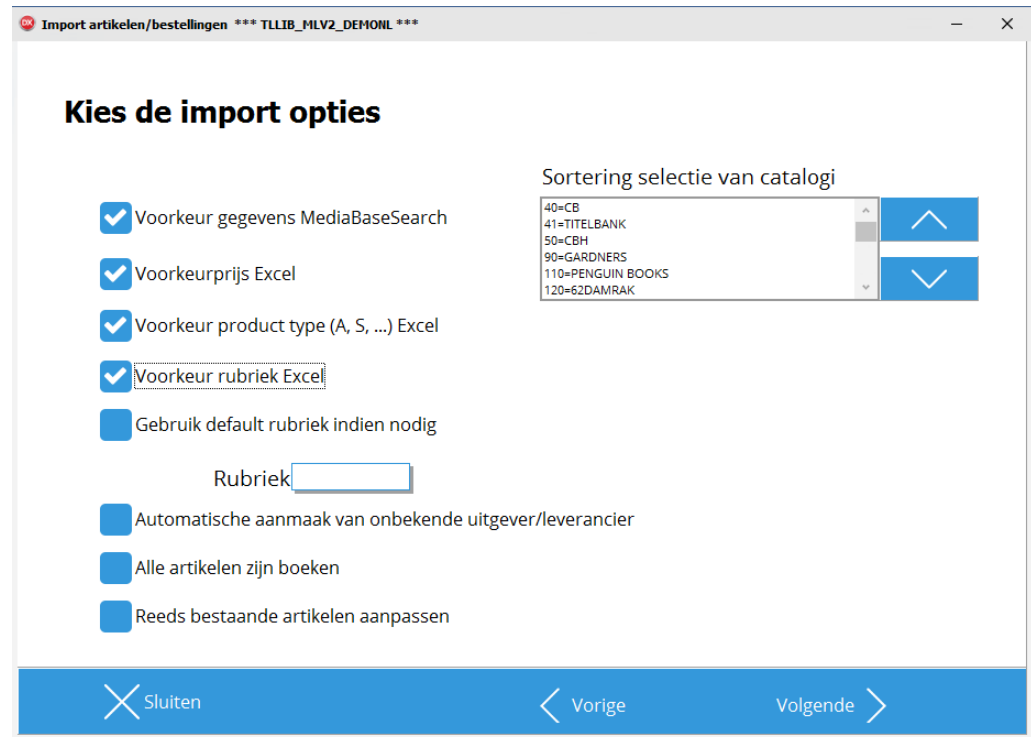 DX Import artikelen/bestellingen *** TLLIB_MLV2_DEMONL ***
Kies de import opties
Sortering selectie van catalogi
40=CB
41=TITELBANK
50=CBH
90=GARDNERS
110=PENGUIN BOOKS
120=62DAMRAK
Voorkeur gegevens MediaBaseSearch
Voorkeurprijs Excel
Voorkeur product type (A, S, ...) Excel
Voorkeur rubriek Excel
Gebruik default rubriek indien nodig
Rubriek
Automatische aanmaak van onbekende uitgever/leverancier
Alle artikelen zijn boeken
Reeds bestaande artikelen aanpassen
Sluiten Vorige Volgende